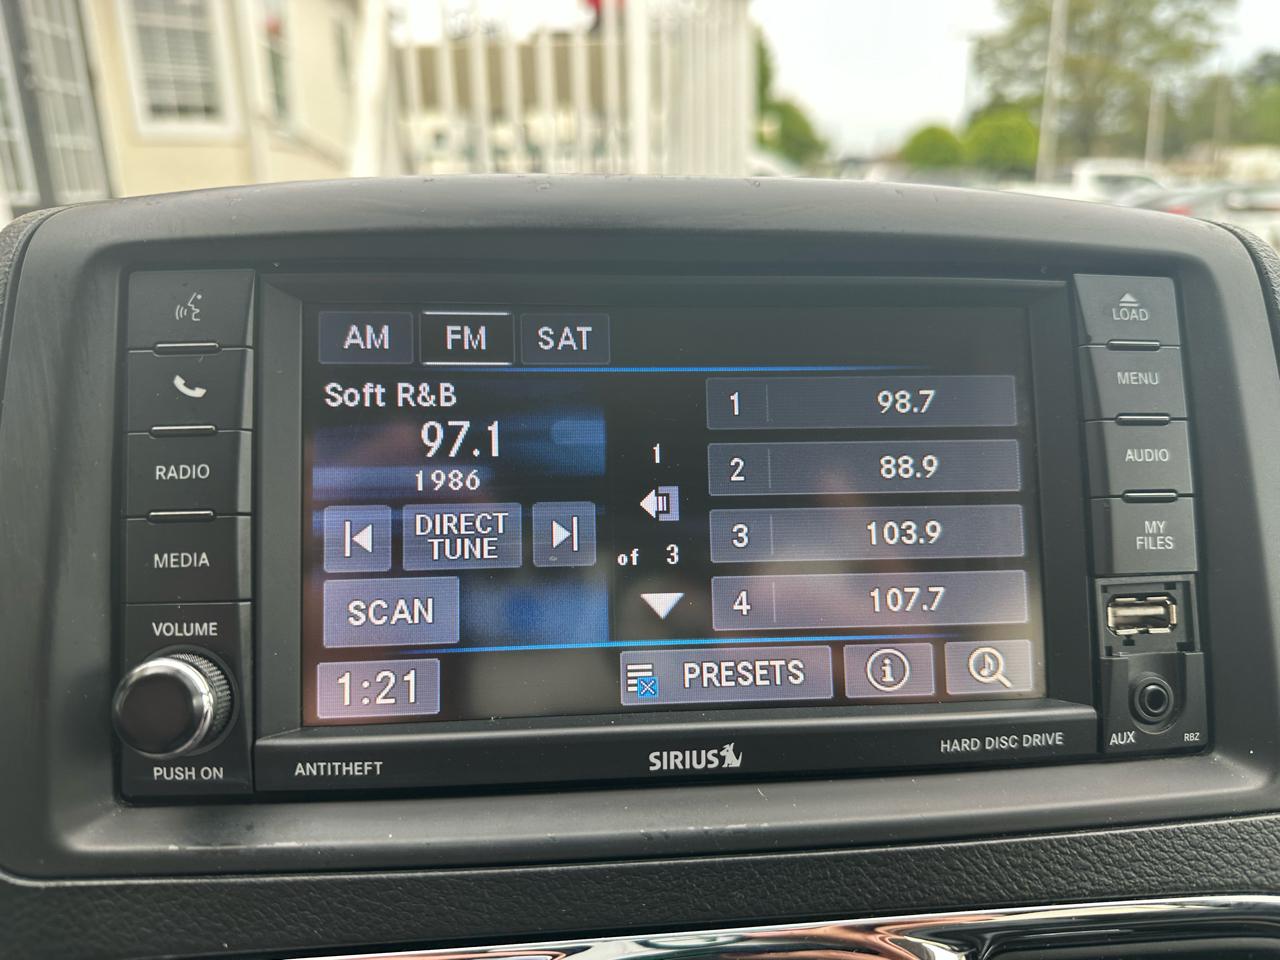 AM FM SAT
Soft R&B
97.1
1986
DIRECT
TUNE
SCAN
1:21
1
of 3
1 98.7
2 88.9
3 103.9
4 107.7
PRESETS
RADIO
MEDIA
VOLUME
PUSH ON
LOAD
MENU
AUDIO
MY
FILES
AUX
RBZ
ANTITHEFT
SIRIUS
HARD DISC DRIVE